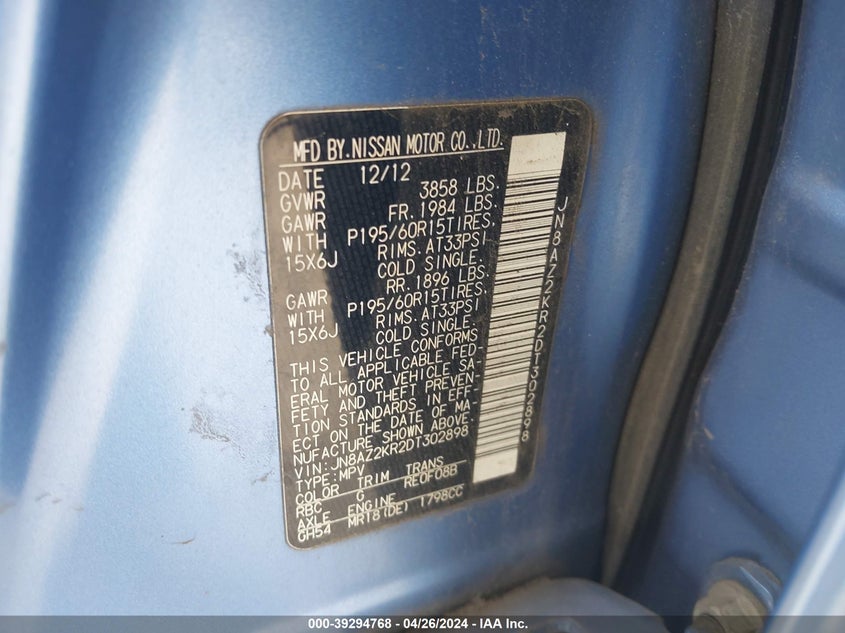 MFD BY.NISSAN MOTOR CO.,LTD.
DATE 12/12
GVWR 3858 LBS.
GAWR FR. 1984 LBS.
WITH P195/60R15TIRES,
15X6J RIMS. AT33PSI
COLD SINGLE.
GAWR RR. 1896 LBS.
WITH P195/60R15TIRES,
15X6J RIMS. AT33PSI
COLD SINGLE.
THIS VEHICLE CONFORMS
TO ALL APPLICABLE FED-
ERAL MOTOR VEHICLE SA-
FETY AND THEFT PREVEN-
TION STANDARDS IN EFF-
ECT ON THE DATE OF MA-
NUFACTURE SHOWN ABOVE.
VIN:JN8AZ2KR2DT302898
TYPE:MPV
COLOR TRIM TRANS
RBC G RE0F08B
AXLE ENGINE
GH54 MR18(DE) 1798CC
JN8AZ2KR2DT302898
000-39294768 - 04/26/2024 - IAA Inc.